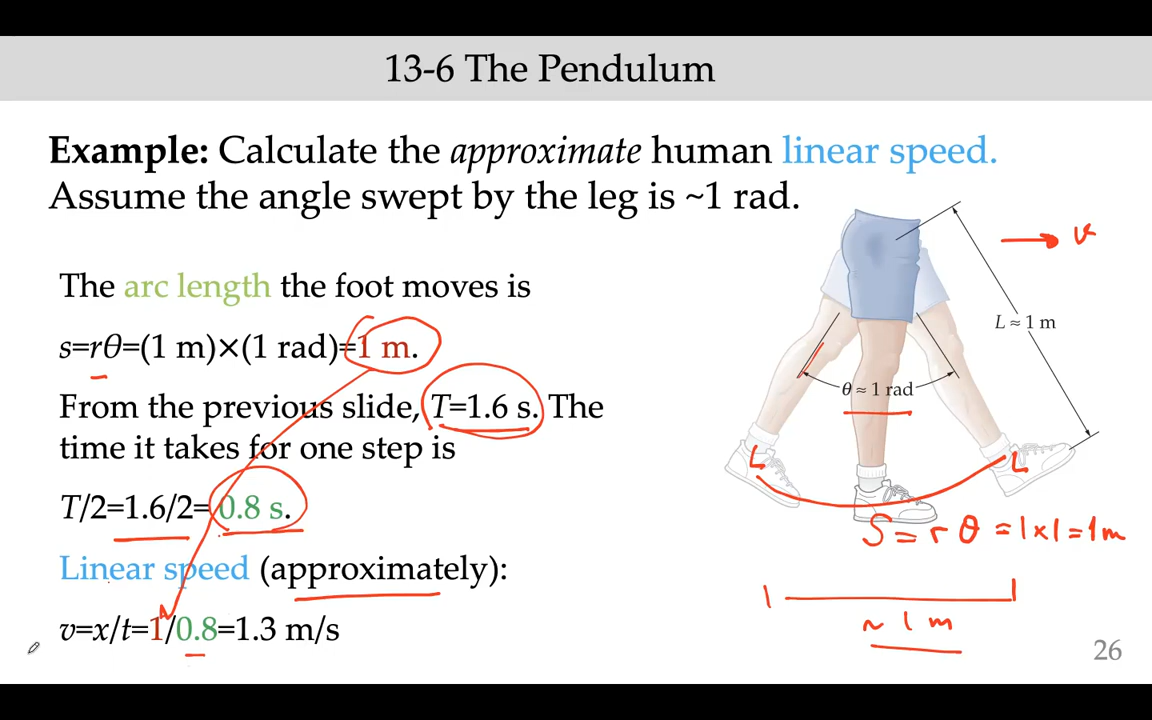 13-6 The Pendulum
Example: Calculate the approximate human linear speed.
Assume the angle swept by the leg is ~1 rad.
The arc length the foot moves is
s=rθ=(1 m)×(1 rad)=1 m.
From the previous slide, T=1.6 s. The
time it takes for one step is
T/2=1.6/2=0.8 s.
Linear speed (approximately):
v=x/t=1/0.8=1.3 m/s
v
L ≈ 1 m
θ ≈ 1 rad
L L
S = r θ = 1 x 1 = 1 m
~ 1 m
26